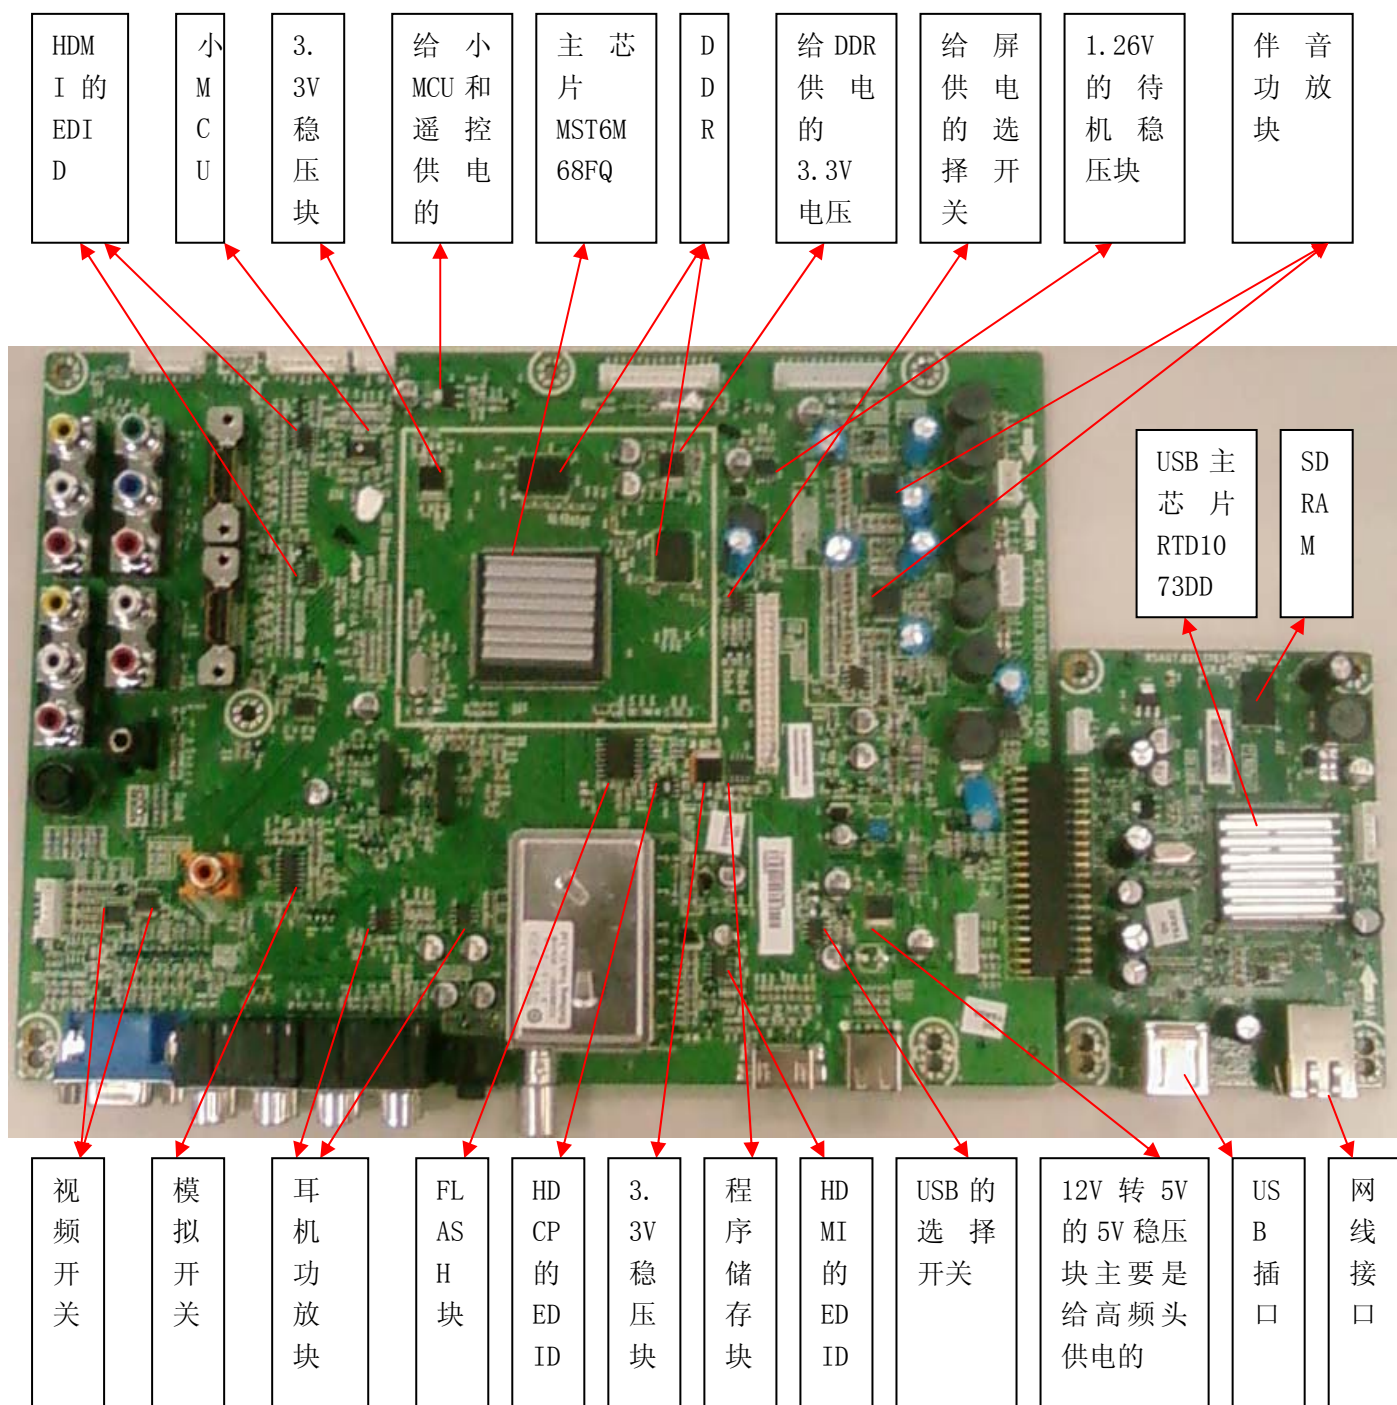 HDM
I 的
EDI
D
小
M
C
U
3.
3V
稳
压
块
给 小
MCU 和
遥 控
供 电
的
主 芯
片
MST6M
68FQ
D
D
R
给 DDR
供 电
的
3.3V
电压
给 屏
供 电
的 选
择 开
关
1.26V
的 待
机 稳
压块
伴 音
功 放
块
USB 主
芯 片
RTD10
73DD
SD
RA
M
视
频
开
关
模
拟
开
关
耳
机
功
放
块
FL
AS
H
块
HD
CP
的
ED
ID
3.
3V
稳
压
块
程
序
储
存
块
HD
MI
的
ED
ID
USB 的
选 择
开关
12V 转 5V
的 5V 稳压
块主要是
给高频头
供电的
US
B
插
口
网
线
接
口